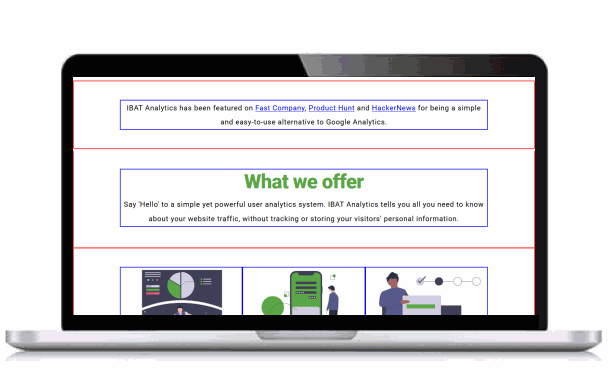 IBAT Analytics has been featured on Fast Company, Product Hunt and HackerNews for being a simple
and easy-to-use alternative to Google Analytics.
What we offer
Say 'Hello' to a simple yet powerful user analytics system. IBAT Analytics tells you all you need to know
about your website traffic, without tracking or storing your visitors' personal information.